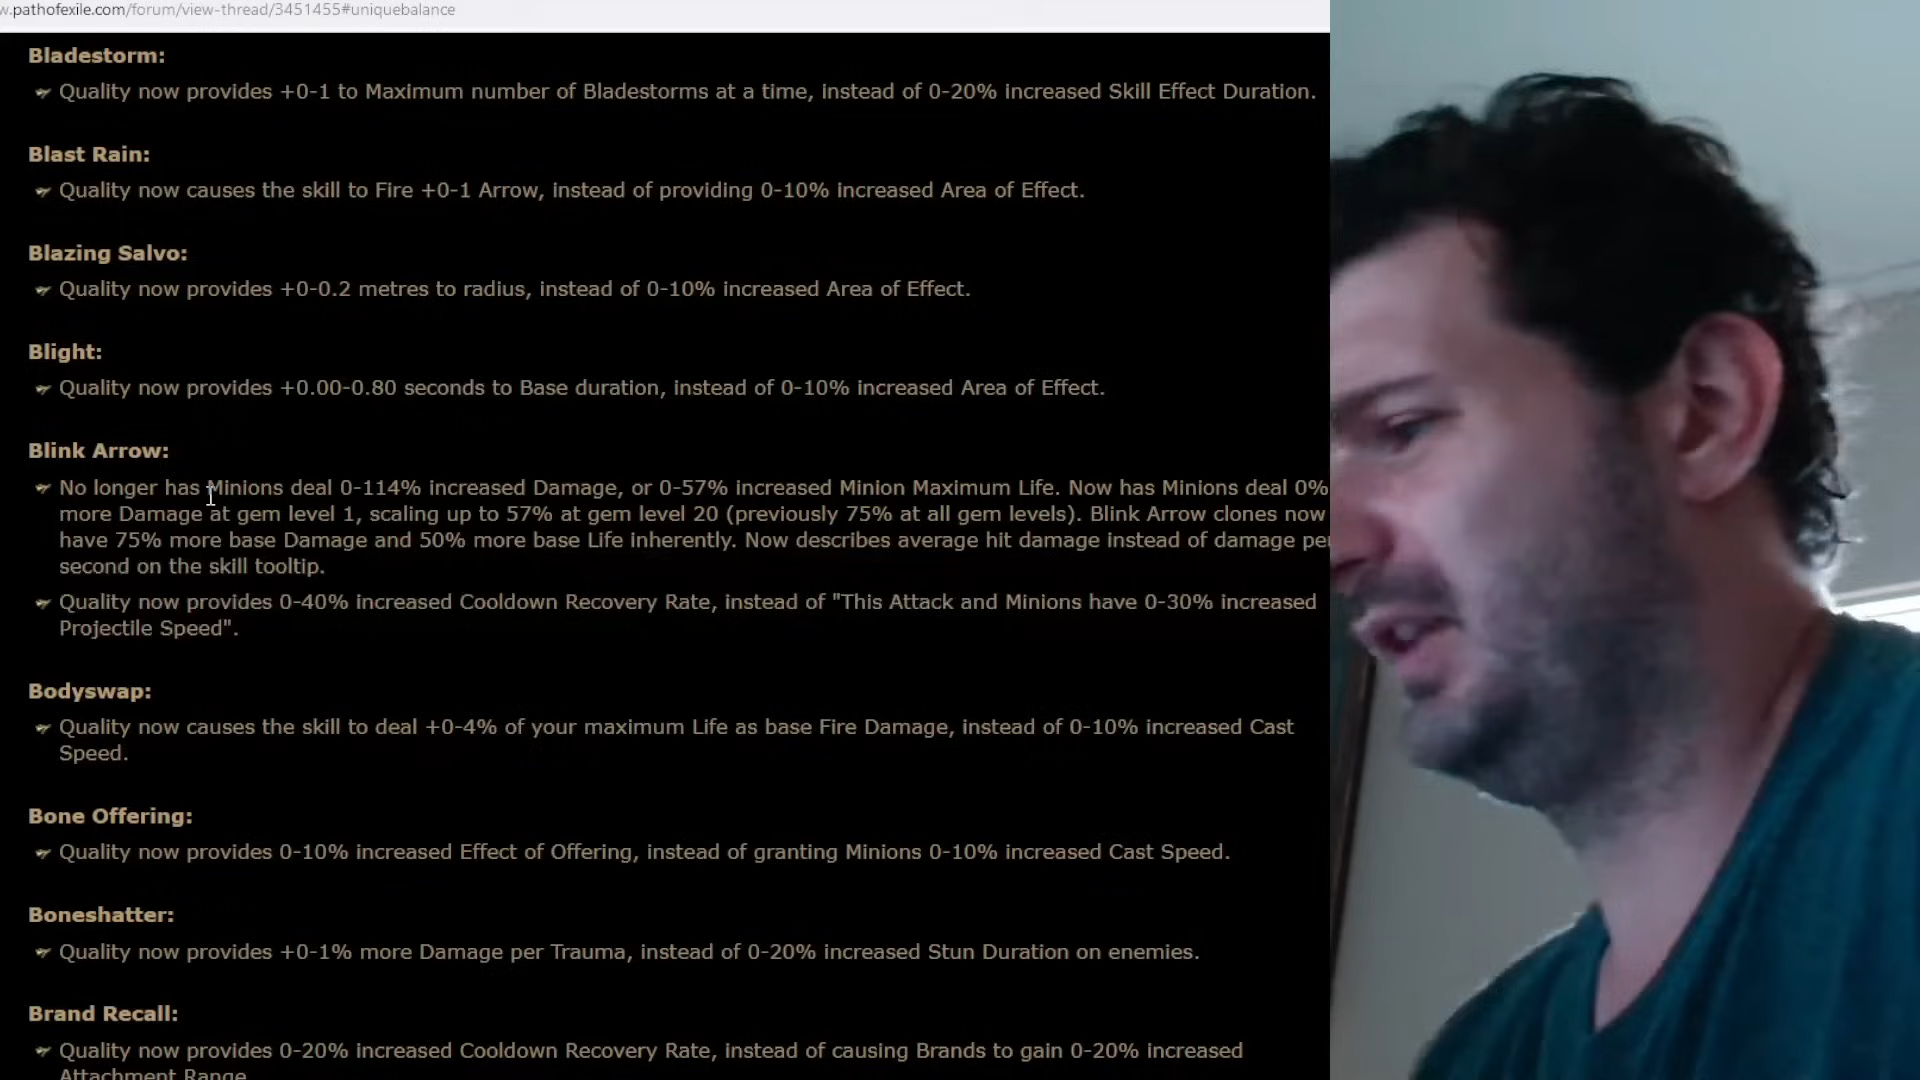 w.pathofexile.com/forum/view-thread/3451455#uniquebalance
Bladestorm:
Quality now provides +0-1 to Maximum number of Bladestorms at a time, instead of 0-20% increased Skill Effect Duration.
Blast Rain:
Quality now causes the skill to Fire +0-1 Arrow, instead of providing 0-10% increased Area of Effect.
Blazing Salvo:
Quality now provides +0-0.2 metres to radius, instead of 0-10% increased Area of Effect.
Blight:
Quality now provides +0.00-0.80 seconds to Base duration, instead of 0-10% increased Area of Effect.
Blink Arrow:
No longer has Minions deal 0-114% increased Damage, or 0-57% increased Minion Maximum Life. Now has Minions deal 0%
more Damage at gem level 1, scaling up to 57% at gem level 20 (previously 75% at all gem levels). Blink Arrow clones now
have 75% more base Damage and 50% more base Life inherently. Now describes average hit damage instead of damage per
second on the skill tooltip.
Quality now provides 0-40% increased Cooldown Recovery Rate, instead of "This Attack and Minions have 0-30% increased
Projectile Speed".
Bodyswap:
Quality now causes the skill to deal +0-4% of your maximum Life as base Fire Damage, instead of 0-10% increased Cast
Speed.
Bone Offering:
Quality now provides 0-10% increased Effect of Offering, instead of granting Minions 0-10% increased Cast Speed.
Boneshatter:
Quality now provides +0-1% more Damage per Trauma, instead of 0-20% increased Stun Duration on enemies.
Brand Recall:
Quality now provides 0-20% increased Cooldown Recovery Rate, instead of causing Brands to gain 0-20% increased
Attachment Range.